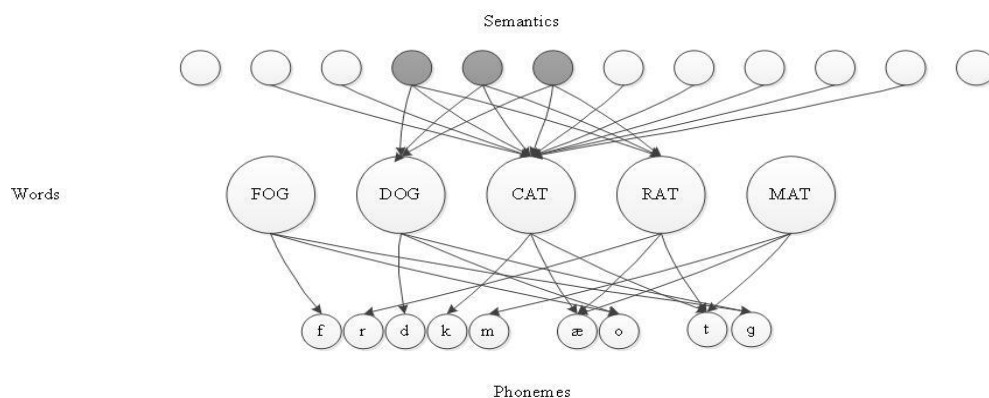 Semantics
Words
FOG DOG CAT RAT MAT
f r d k m æ o t g
Phonemes